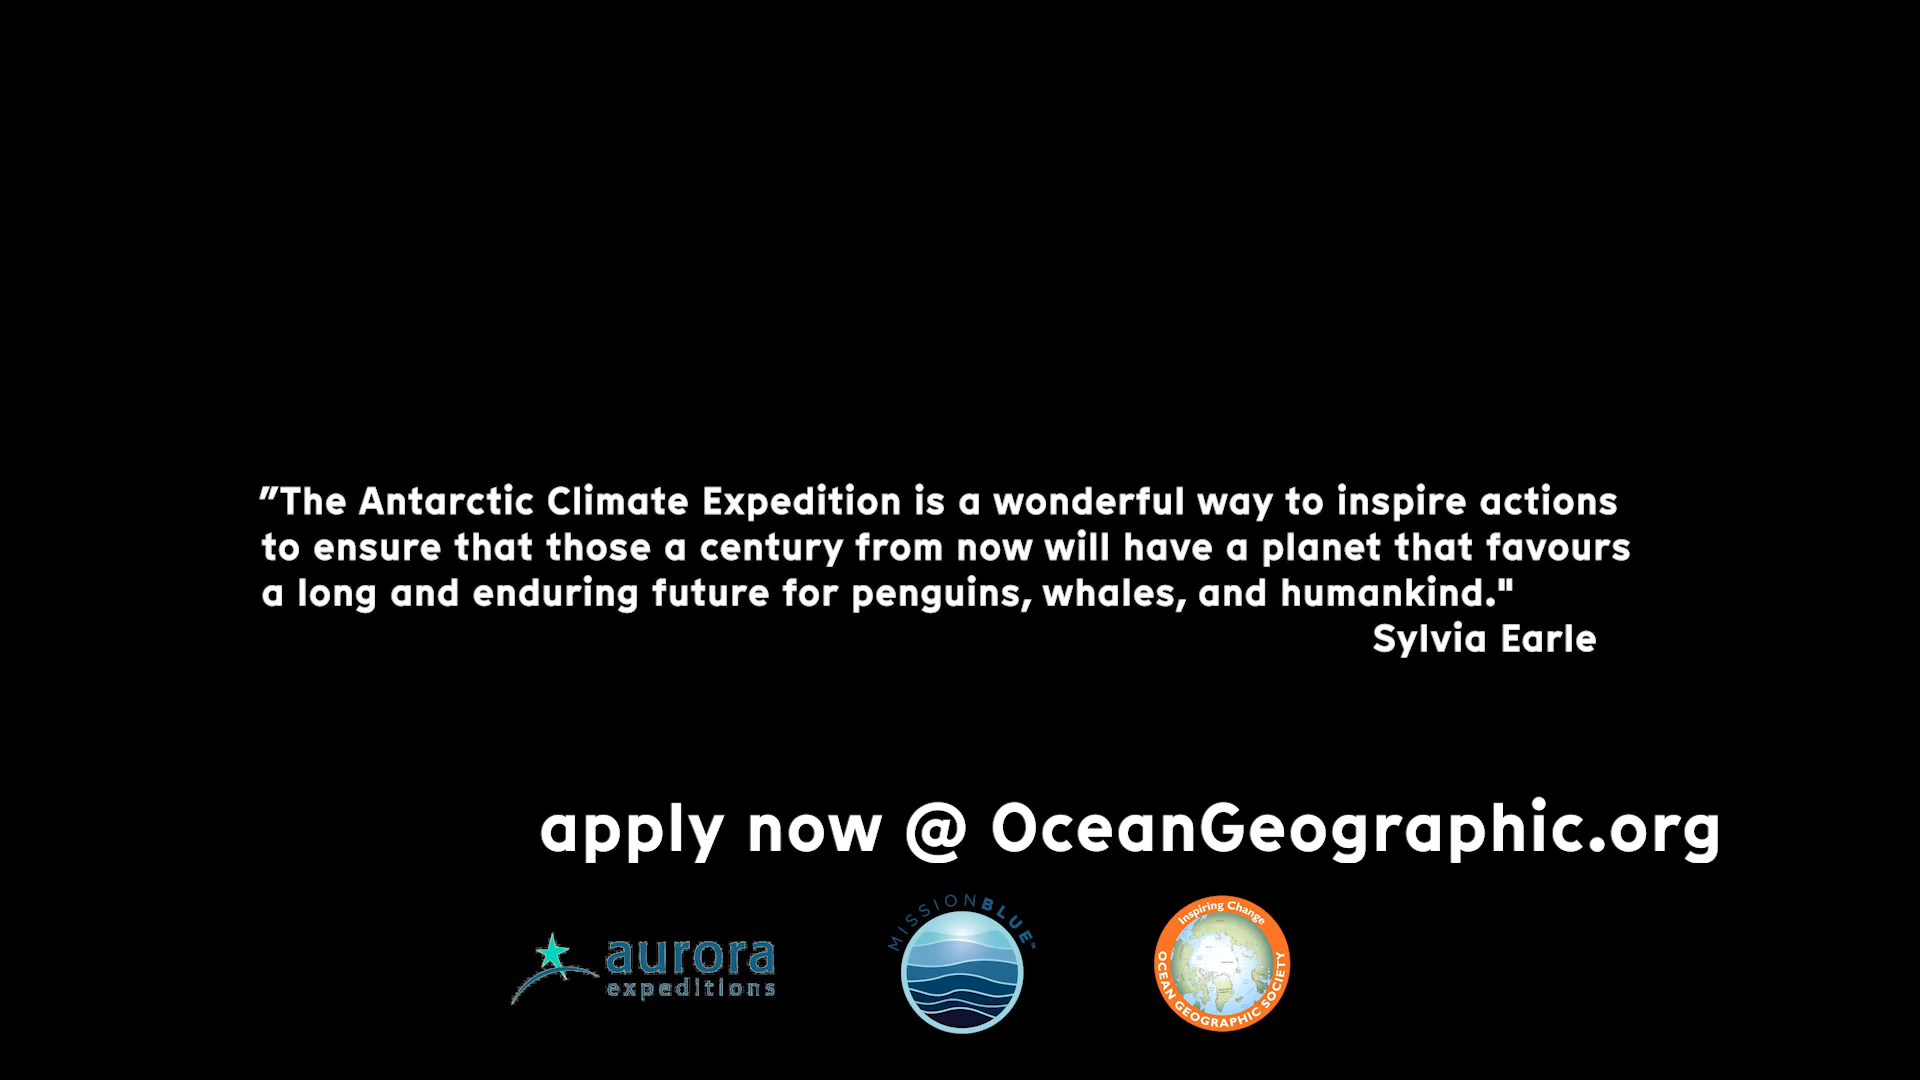 ”The Antarctic Climate Expedition is a wonderful way to inspire actions
to ensure that those a century from now will have a planet that favours
a long and enduring future for penguins, whales, and humankind."
Sylvia Earle
apply now @ OceanGeographic.org
aurora
expeditions
MISSIONBLUE™
Inspiring Change
OCEAN GEOGRAPHIC SOCIETY